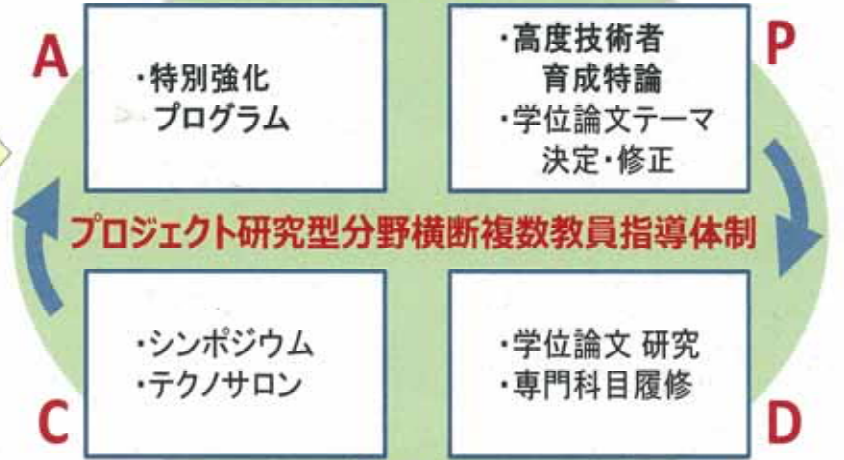 A
・特別強化
プログラム
P
・高度技術者
育成特論
・学位論文テーマ
決定・修正
プロジェクト研究型分野横断複数教員指導体制
C
・シンポジウム
・テクノサロン
・学位論文 研究
・専門科目履修
D